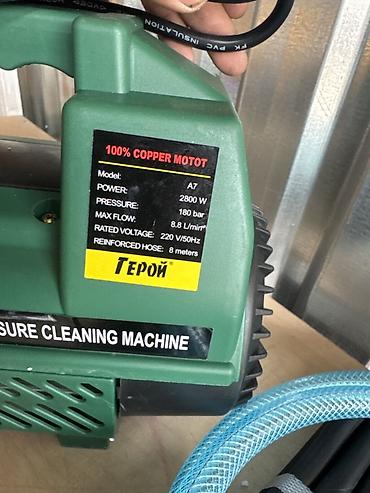 PK PVC INSULATION
100% COPPER MOTOT
Model: A7
POWER: 2800 W
PRESSURE: 180 bar
MAX FLOW: 8.8 L/min
RATED VOLTAGE: 220 V/50Hz
REINFORCED HOSE: 8 meters
ГЕРОЙ®
SURE CLEANING MACHINE